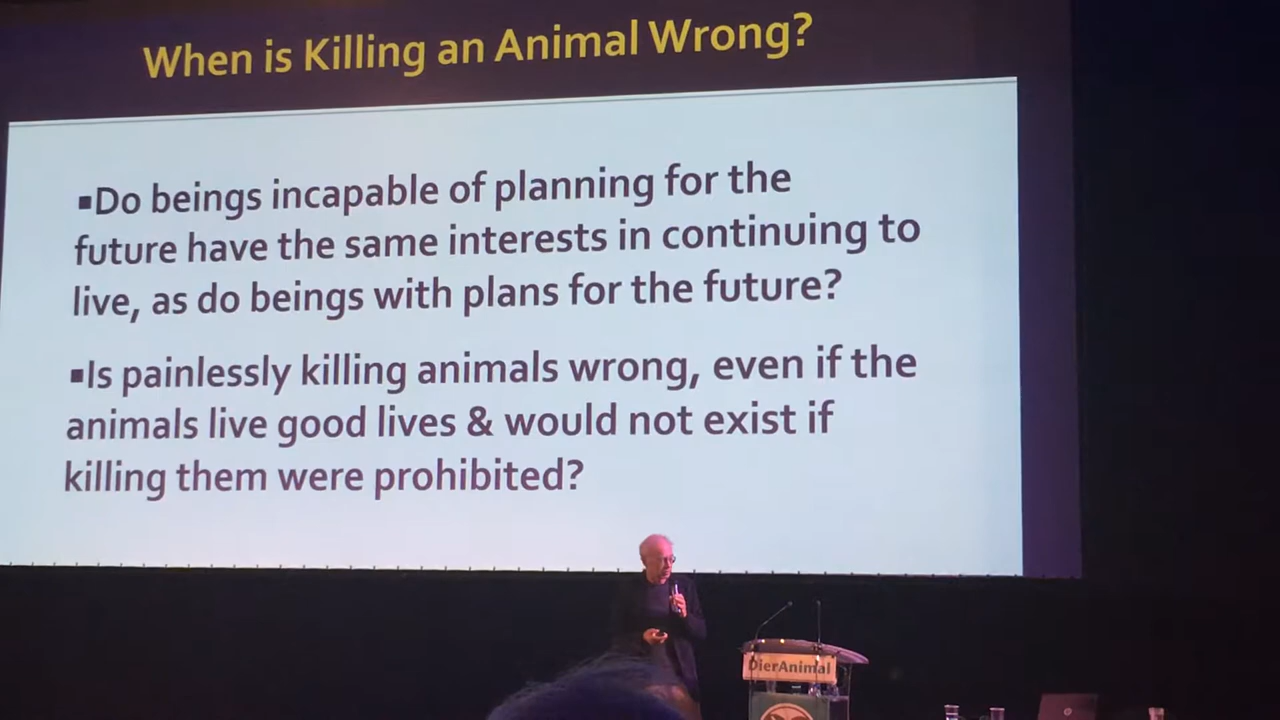 When is Killing an Animal Wrong?
▪Do beings incapable of planning for the
future have the same interests in continuing to
live, as do beings with plans for the future?
▪Is painlessly killing animals wrong, even if the
animals live good lives & would not exist if
killing them were prohibited?
DierAnimal